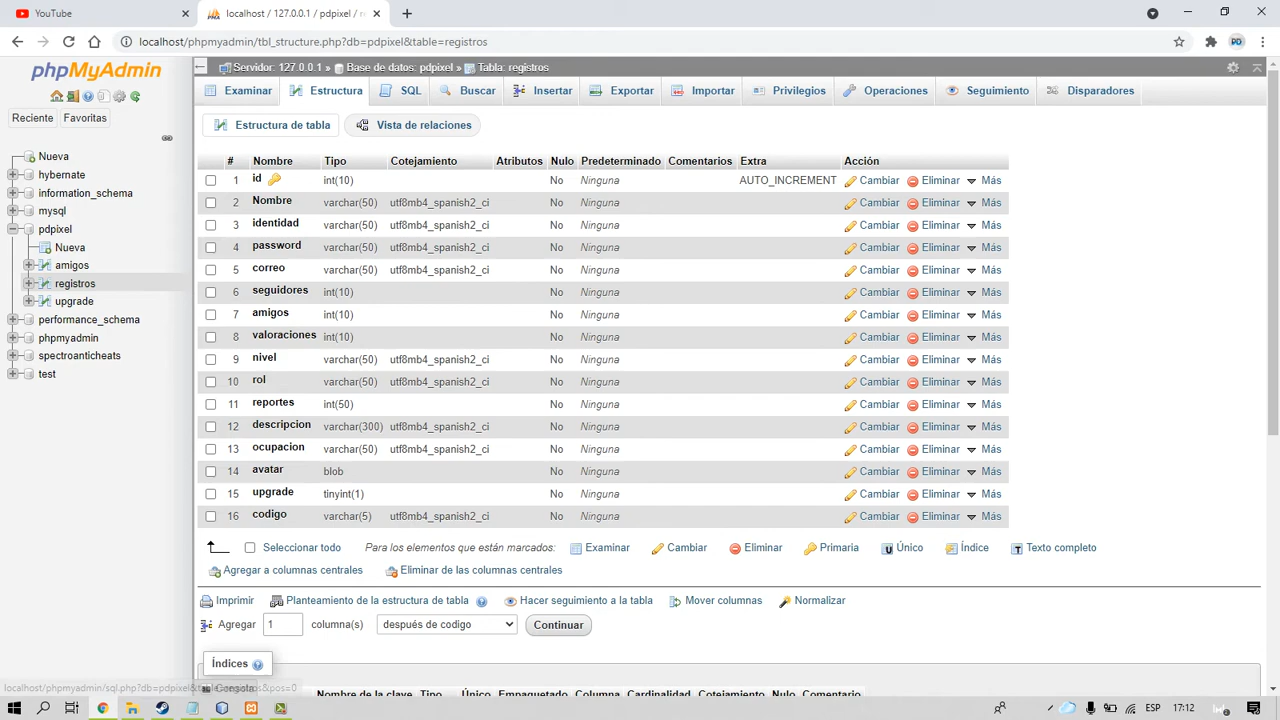 YouTube
localhost / 127.0.0.1 / pdpixel / r
localhost/phpmyadmin/tbl_structure.php?db=pdpixel&table=registros
PD
phpMyAdmin
Reciente
Favoritas
Nueva
hybernate
information_schema
mysql
pdpixel
Nueva
amigos
registros
upgrade
performance_schema
phpmyadmin
spectroanticheats
test
Servidor: 127.0.0.1 » Base de datos: pdpixel » Tabla: registros
Examinar Estructura SQL Buscar Insertar Exportar Importar Privilegios Operaciones Seguimiento Disparadores
Estructura de tabla Vista de relaciones
# Nombre Tipo Cotejamiento Atributos Nulo Predeterminado Comentarios Extra Acción
1 id int(10) No Ninguna AUTO_INCREMENT Cambiar Eliminar Más
2 Nombre varchar(50) utf8mb4_spanish2_ci No Ninguna Cambiar Eliminar Más
3 identidad varchar(50) utf8mb4_spanish2_ci No Ninguna Cambiar Eliminar Más
4 password varchar(50) utf8mb4_spanish2_ci No Ninguna Cambiar Eliminar Más
5 correo varchar(50) utf8mb4_spanish2_ci No Ninguna Cambiar Eliminar Más
6 seguidores int(10) No Ninguna Cambiar Eliminar Más
7 amigos int(10) No Ninguna Cambiar Eliminar Más
8 valoraciones int(10) No Ninguna Cambiar Eliminar Más
9 nivel varchar(50) utf8mb4_spanish2_ci No Ninguna Cambiar Eliminar Más
10 rol varchar(50) utf8mb4_spanish2_ci No Ninguna Cambiar Eliminar Más
11 reportes int(50) No Ninguna Cambiar Eliminar Más
12 descripcion varchar(300) utf8mb4_spanish2_ci No Ninguna Cambiar Eliminar Más
13 ocupacion varchar(50) utf8mb4_spanish2_ci No Ninguna Cambiar Eliminar Más
14 avatar blob No Ninguna Cambiar Eliminar Más
15 upgrade tinyint(1) No Ninguna Cambiar Eliminar Más
16 codigo varchar(5) utf8mb4_spanish2_ci No Ninguna Cambiar Eliminar Más
Seleccionar todo Para los elementos que están marcados: Examinar Cambiar Eliminar Primaria Único Índice Texto completo
Agregar a columnas centrales Eliminar de las columnas centrales
Imprimir Planteamiento de la estructura de tabla Hacer seguimiento a la tabla Mover columnas Normalizar
Agregar 1 columna(s) después de codigo Continuar
Índices
localhost/phpmyadmin/sql.php?db=pdpixel&table=registros&pos=0
Consola
Nombre de la clave Tipo Único Empaquetado Columna Cardinalidad Cotejamiento Nulo Comentario
ESP 17:12